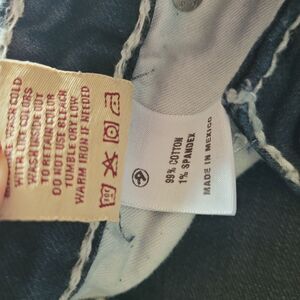 WASH COLD
WITH LIKE COLORS
WASH INSIDE OUT
TO RETAIN COLOR
DO NOT USE BLEACH
TUMBLE DRY LOW
WARM IRON IF NEEDED
99% COTTON
1% SPANDEX
MADE IN MEXICO